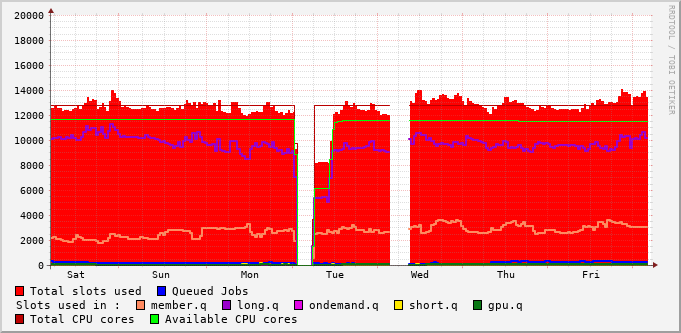 20000
18000
16000
14000
12000
10000
8000
6000
4000
2000
0
Sat Sun Mon Tue Wed Thu Fri
RRDTOOL / TOBI OETIKER
Total slots used Queued Jobs
Slots used in : member.q long.q ondemand.q short.q gpu.q
Total CPU cores Available CPU cores